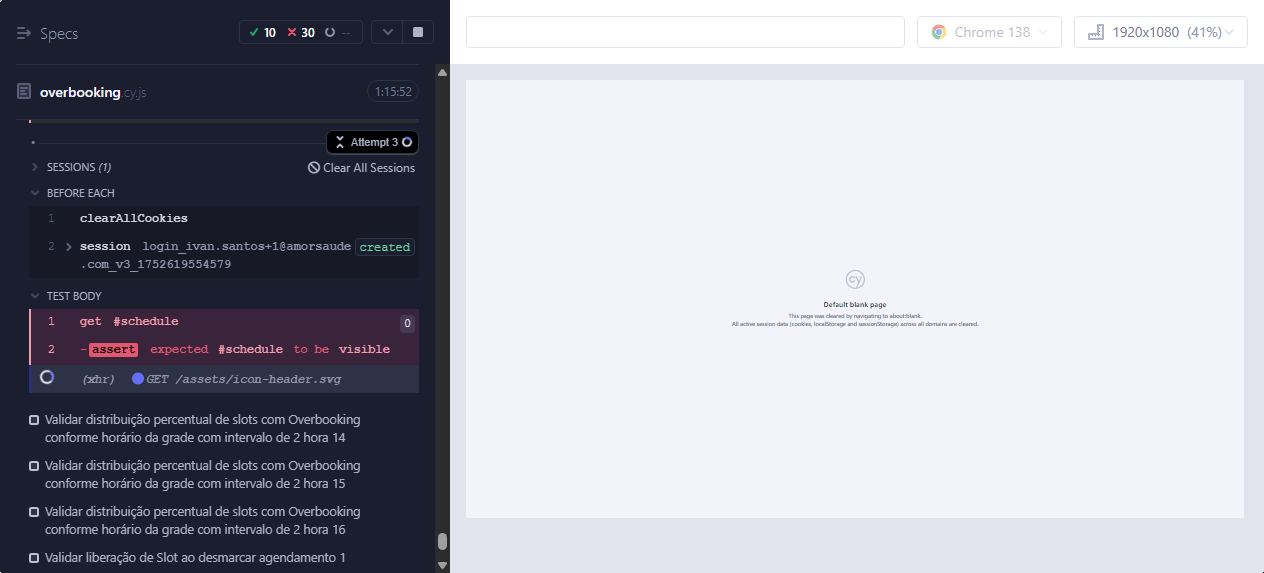 Specs
10 30 --
Chrome 138
1920x1080 (41%)
overbooking.cy.js
1:15:52
Attempt 3
SESSIONS (1)
Clear All Sessions
BEFORE EACH
1 clearAllCookies
2 session login_ivan.santos+1@amorsaude created
.com_v3_1752619554579
TEST BODY
1 get #schedule 0
2 -assert expected #schedule to be visible
(xhr) GET /assets/icon-header.svg
Validar distribuição percentual de slots com Overbooking
conforme horário da grade com intervalo de 2 hora 14
Validar distribuição percentual de slots com Overbooking
conforme horário da grade com intervalo de 2 hora 15
Validar distribuição percentual de slots com Overbooking
conforme horário da grade com intervalo de 2 hora 16
Validar liberação de Slot ao desmarcar agendamento 1
cy
Default blank page
This page was cleared by navigating to about:blank.
All active session data (cookies, localStorage and sessionStorage) across all domains are cleared.